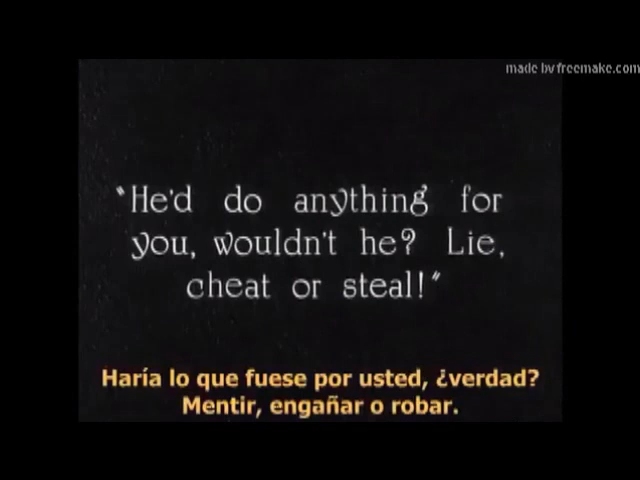 made by freemake.com
"He'd do anything for
you, wouldn't he? Lie,
cheat or steal!"
Haría lo que fuese por usted, ¿verdad?
Mentir, engañar o robar.